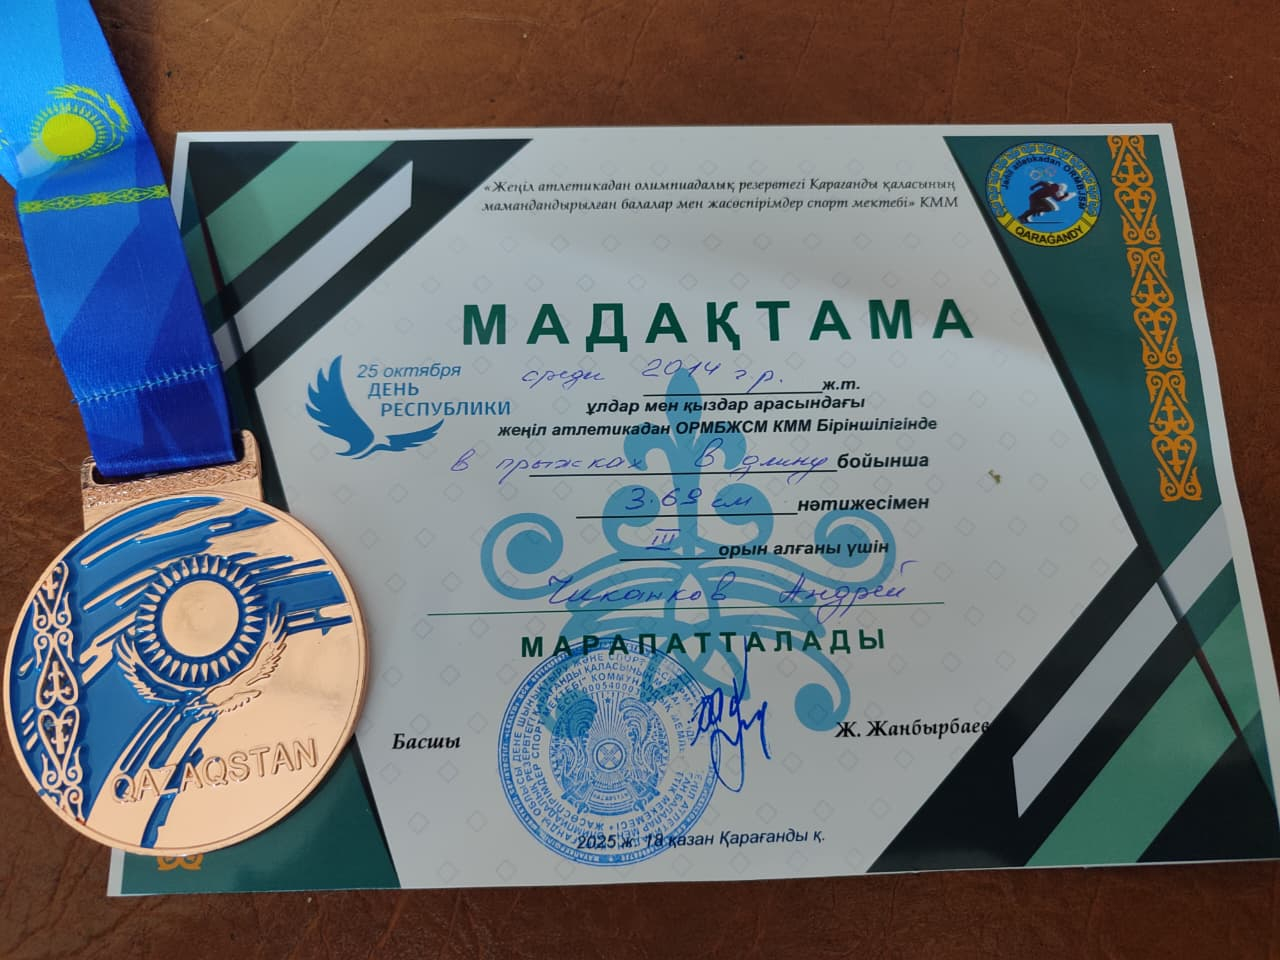 «Жеңіл атлетикадан олимпиадалық резервтегі Қарағанды қаласының
мамандандырылған балалар мен жасөспірімдер спорт мектебі» КММ
QARAĞANDY
МАДАҚТАМА
25 октября
ДЕНЬ
РЕСПУБЛИКИ
среди 2014 г.р. ж.т.
ұлдар мен қыздар арасындағы
жеңіл атлетикадан ОРМБЖСМ КММ Біріншілігінде
в прыжках в длину бойынша
3.69 см нәтижесімен
III орын алғаны үшін
Чиканков Андрей
МАРАПАТТАЛАДЫ
Басшы
Ж. Жанбырбаев
2025 ж. 18 қазан Қарағанды қ.
QAZAQSTAN